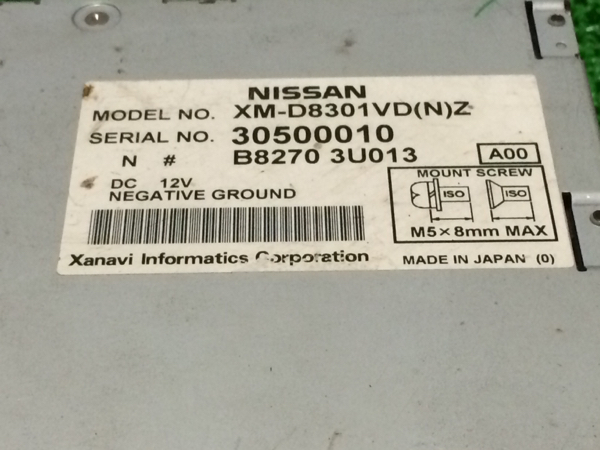 NISSAN
MODEL NO. XM-D8301VD(N)Z
SERIAL NO. 30500010
N # B8270 3U013
A00
DC 12V
NEGATIVE GROUND
MOUNT SCREW
ISO ISO
M5×8mm MAX
Xanavi Informatics Corporation
MADE IN JAPAN (0)